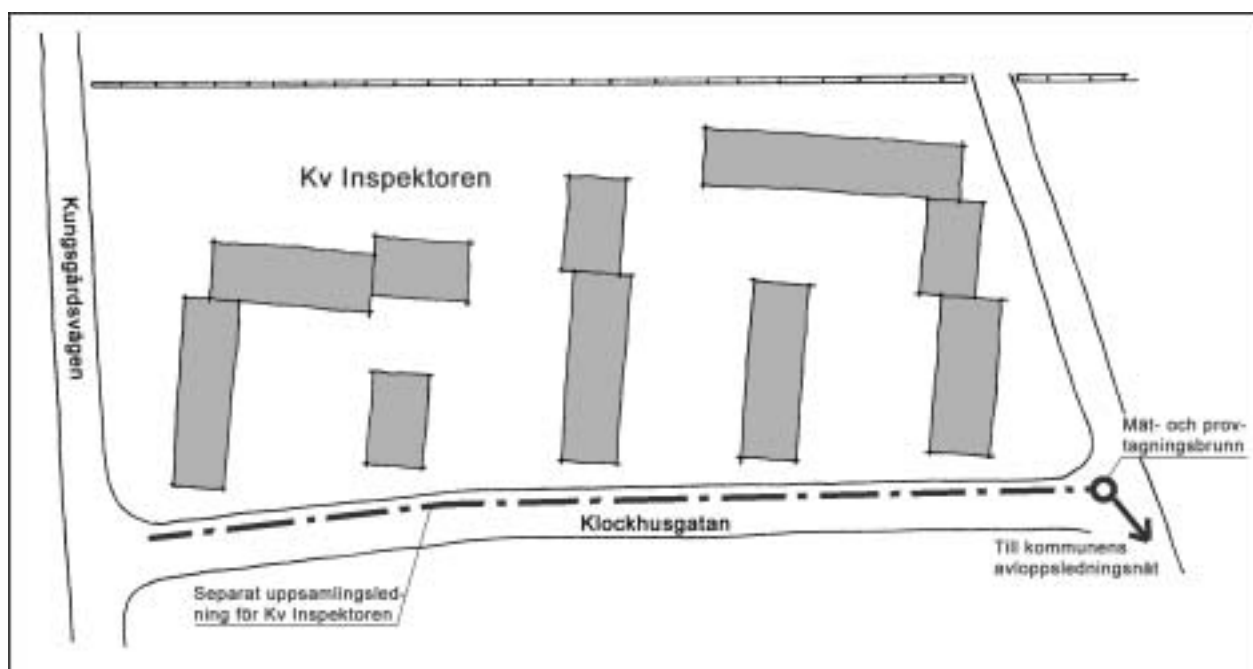 Kv Inspektoren
Kungsgårdsvägen
Mät- och prov-
tagningsbrunn
Klockhusgatan
Till kommunens
avloppsledningsnät
Separat uppsamlingsled-
ning för Kv Inspektoren